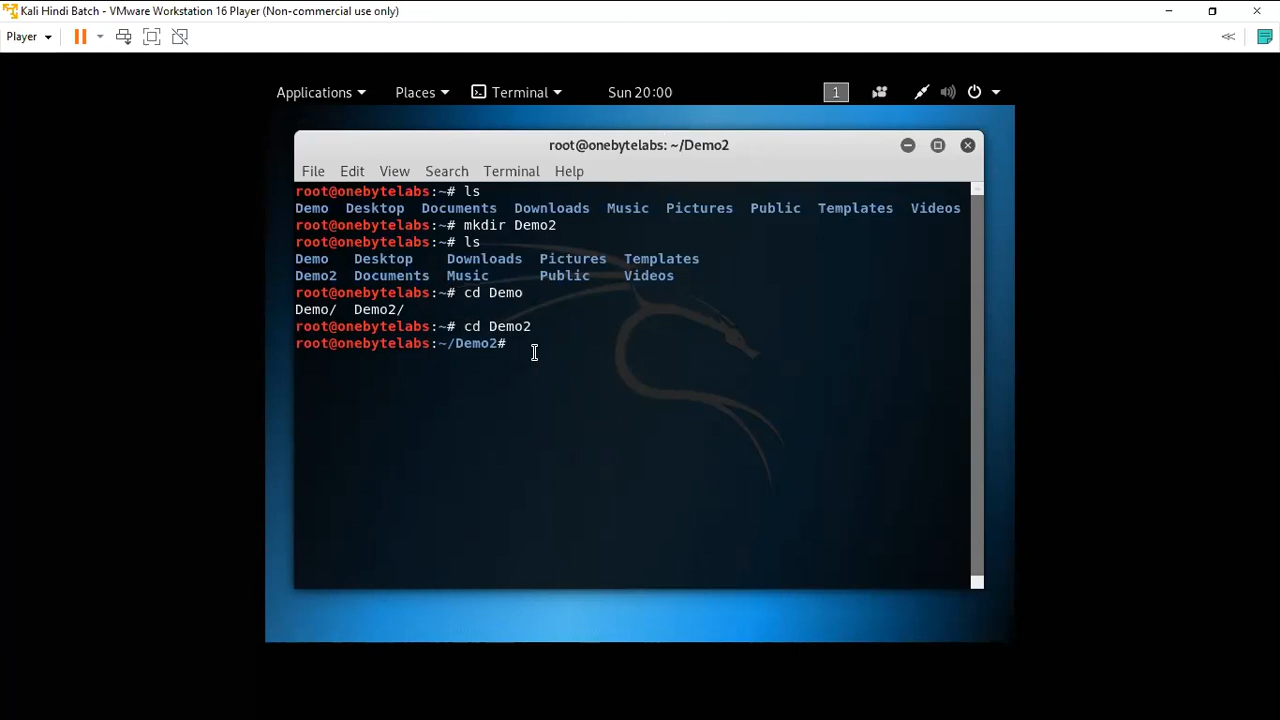 Kali Hindi Batch - VMware Workstation 16 Player (Non-commercial use only)
Player
Applications Places Terminal Sun 20:00 1
root@onebytelabs: ~/Demo2
File Edit View Search Terminal Help
root@onebytelabs:~# ls
Demo Desktop Documents Downloads Music Pictures Public Templates Videos
root@onebytelabs:~# mkdir Demo2
root@onebytelabs:~# ls
Demo Desktop Downloads Pictures Templates
Demo2 Documents Music Public Videos
root@onebytelabs:~# cd Demo
Demo/ Demo2/
root@onebytelabs:~# cd Demo2
root@onebytelabs:~/Demo2#